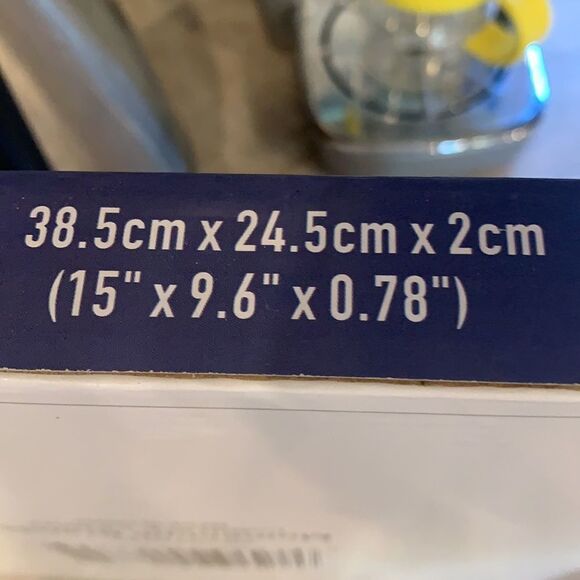 38.5cm x 24.5cm x 2cm
(15" x 9.6" x 0.78")